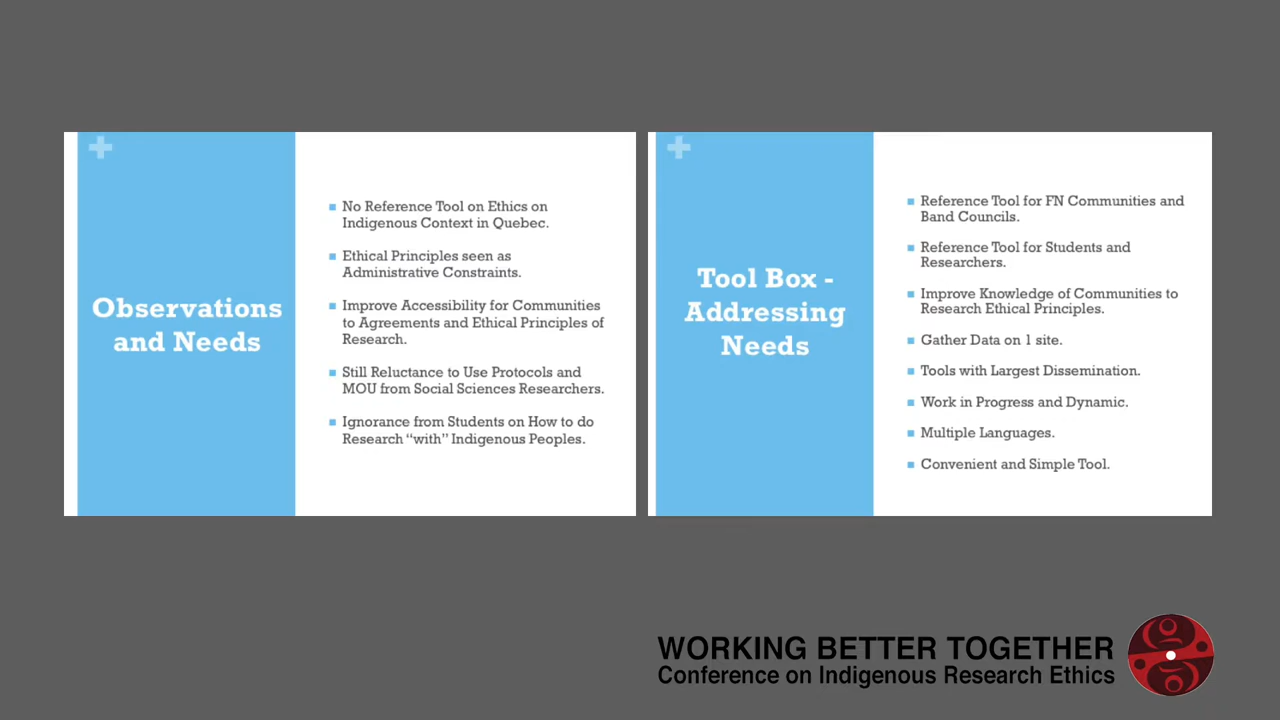 Observations
and Needs
No Reference Tool on Ethics on
Indigenous Context in Quebec.
Ethical Principles seen as
Administrative Constraints.
Improve Accessibility for Communities
to Agreements and Ethical Principles of
Research.
Still Reluctance to Use Protocols and
MOU from Social Sciences Researchers.
Ignorance from Students on How to do
Research “with” Indigenous Peoples.
Tool Box -
Addressing
Needs
Reference Tool for FN Communities and
Band Councils.
Reference Tool for Students and
Researchers.
Improve Knowledge of Communities to
Research Ethical Principles.
Gather Data on 1 site.
Tools with Largest Dissemination.
Work in Progress and Dynamic.
Multiple Languages.
Convenient and Simple Tool.
WORKING BETTER TOGETHER
Conference on Indigenous Research Ethics